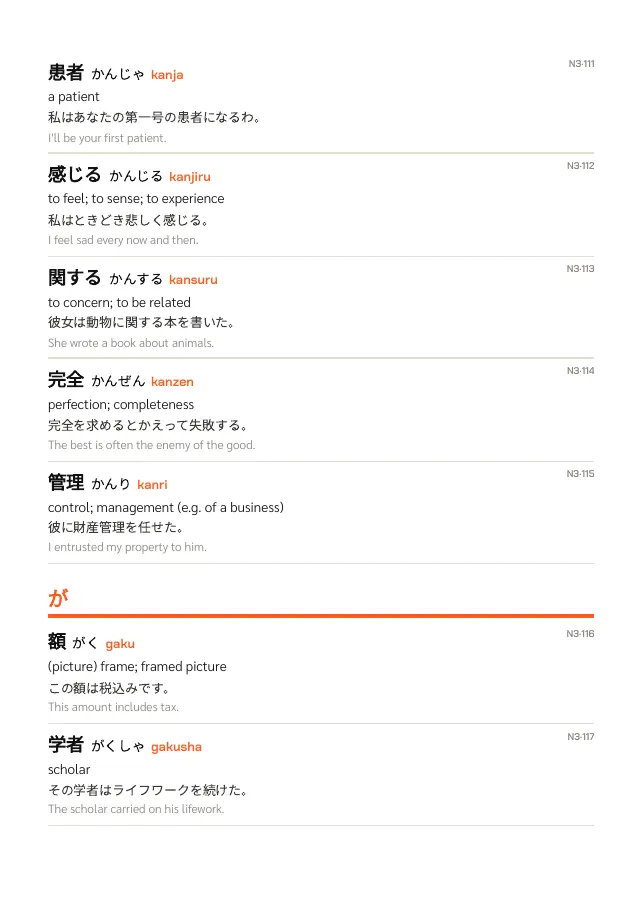 患者 かんじゃ kanja N3-111
a patient
私はあなたの第一号の患者になるわ。
I'll be your first patient.
感じる かんじる kanjiru N3-112
to feel; to sense; to experience
私はときどき悲しく感じる。
I feel sad every now and then.
関する かんする kansuru N3-113
to concern; to be related
彼女は動物に関する本を書いた。
She wrote a book about animals.
完全 かんぜん kanzen N3-114
perfection; completeness
完全を求めるとかえって失敗する。
The best is often the enemy of the good.
管理 かんり kanri N3-115
control; management (e.g. of a business)
彼に財産管理を任せた。
I entrusted my property to him.
が
額 がく gaku N3-116
(picture) frame; framed picture
この額は税込みです。
This amount includes tax.
学者 がくしゃ gakusha N3-117
scholar
その学者はライフワークを続けた。
The scholar carried on his lifework.